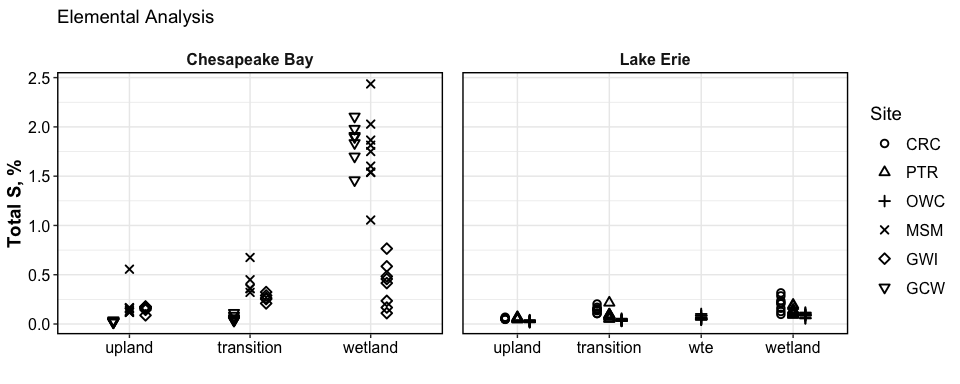 Elemental Analysis
Chesapeake Bay
Lake Erie
Total S, %
2.5
2.0
1.5
1.0
0.5
0.0
upland transition wetland
upland transition wte wetland
Site
CRC
PTR
OWC
MSM
GWI
GCW